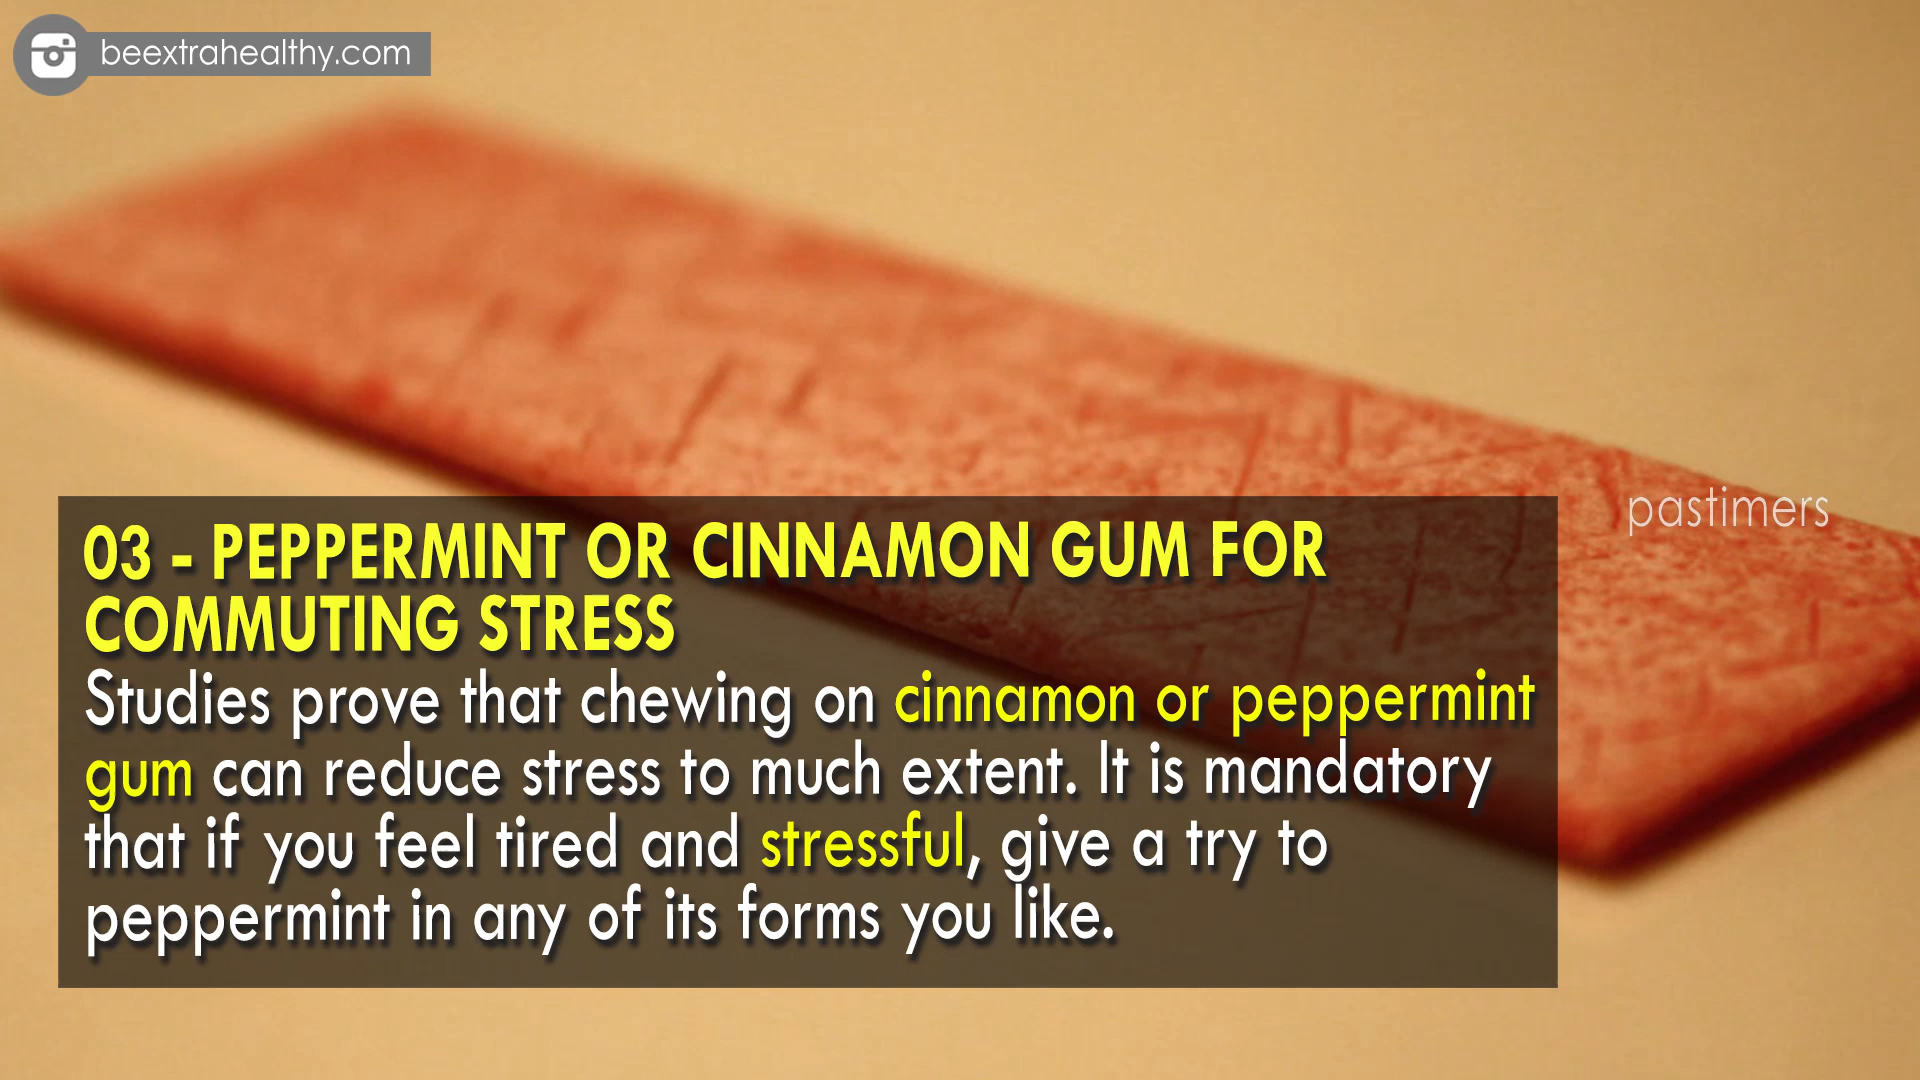 beextrahealthy.com
pastimers
03 - PEPPERMINT OR CINNAMON GUM FOR
COMMUTING STRESS
Studies prove that chewing on cinnamon or peppermint
gum can reduce stress to much extent. It is mandatory
that if you feel tired and stressful, give a try to
peppermint in any of its forms you like.